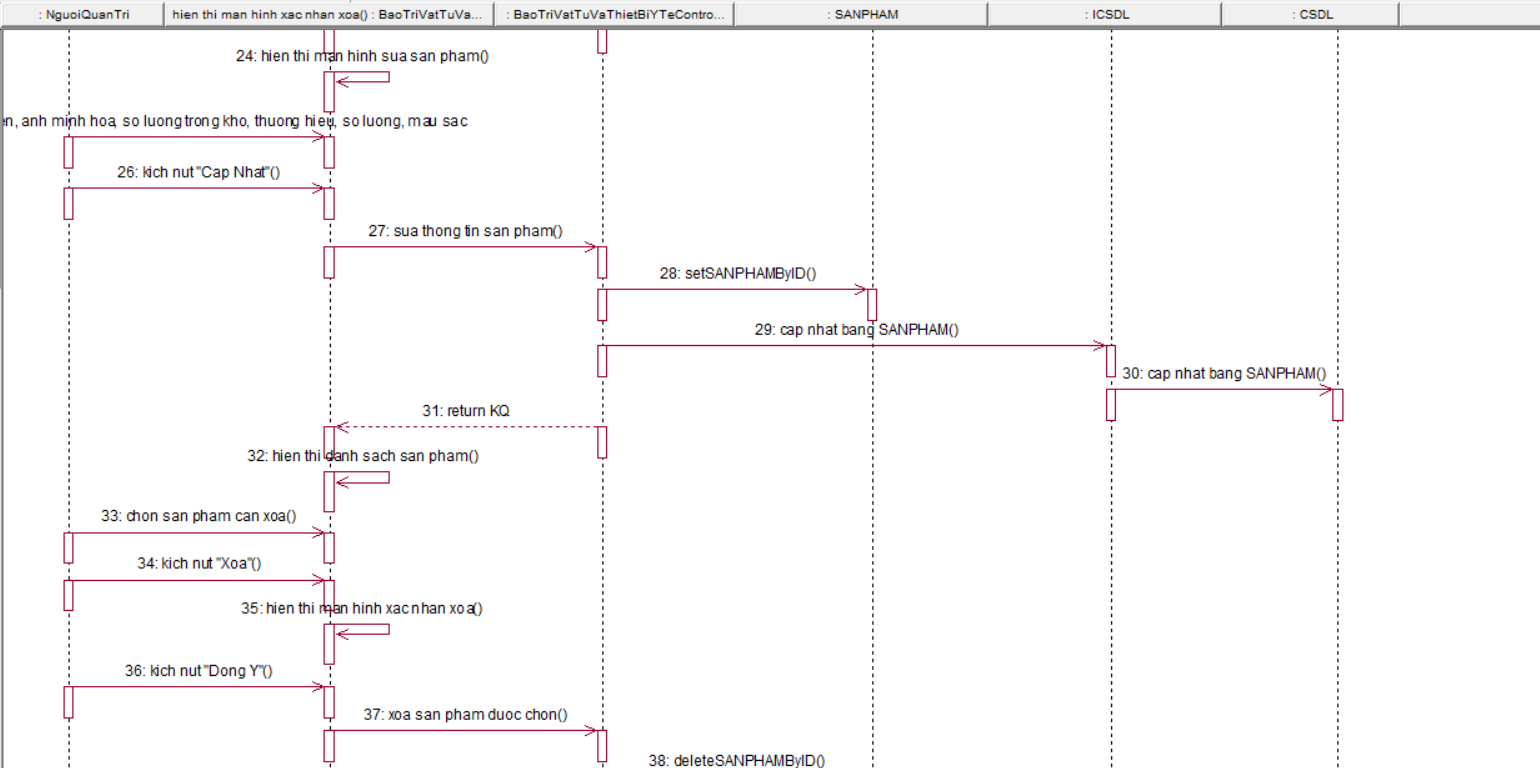 : NguoiQuanTri
hien thi man hinh xac nhan xoa() : BaoTriVatTuVa...
: BaoTriVatTuVaThietBiYTeContro...
: SANPHAM
: ICSDL
: CSDL
24: hien thi man hinh sua san pham()
en, anh minh hoa, so luong trong kho, thuong hieu, so luong, mau sac
26: kich nut "Cap Nhat"()
27: sua thong tin san pham()
28: setSANPHAMByID()
29: cap nhat bang SANPHAM()
30: cap nhat bang SANPHAM()
31: return KQ
32: hien thi danh sach san pham()
33: chon san pham can xoa()
34: kich nut "Xoa"()
35: hien thi man hinh xac nhan xoa()
36: kich nut "Dong Y"()
37: xoa san pham duoc chon()
38: deleteSANPHAMByID()